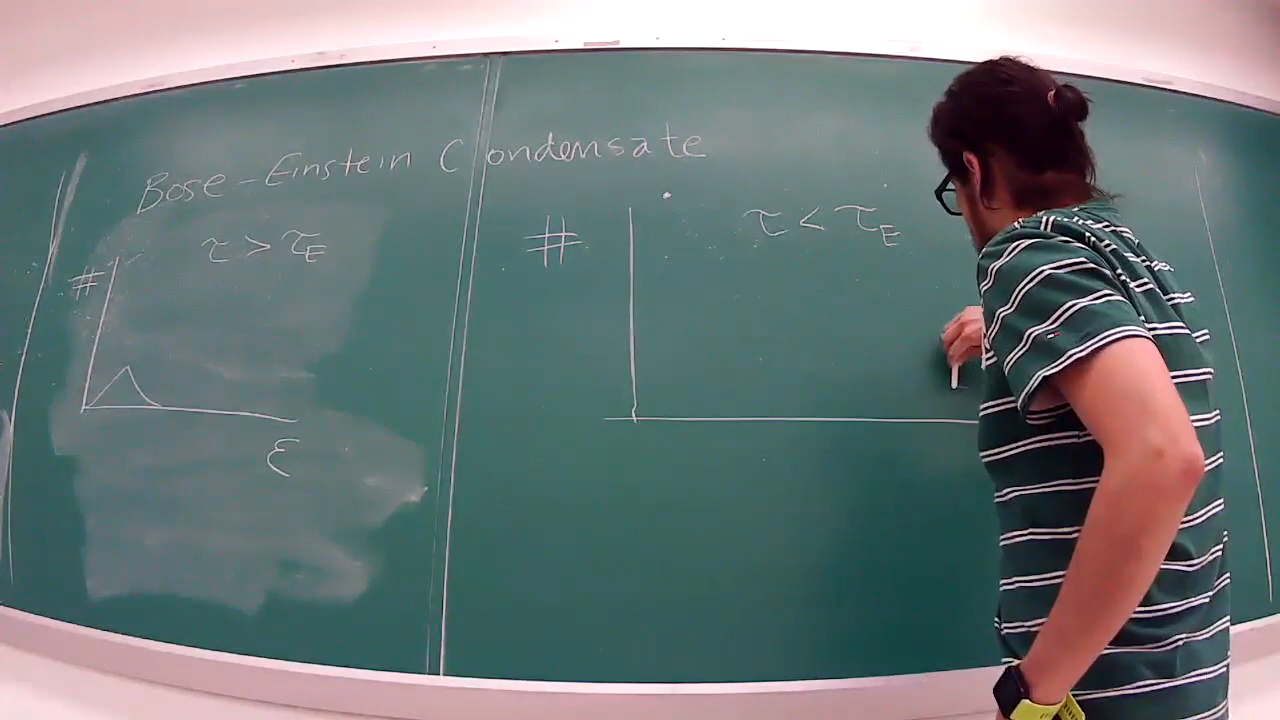 Bose-Einstein Condensate
τ > τ_E
#
ε
τ < τ_E
#